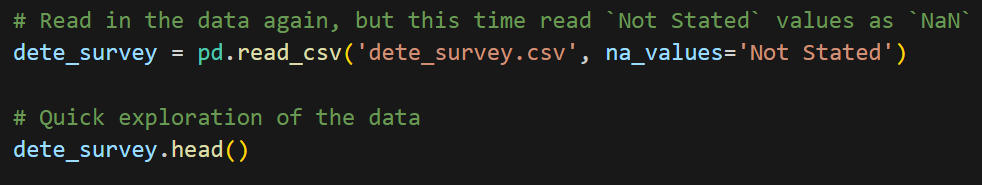 # Read in the data again, but this time read `Not Stated` values as `NaN`
dete_survey = pd.read_csv('dete_survey.csv', na_values='Not Stated')
# Quick exploration of the data
dete_survey.head()